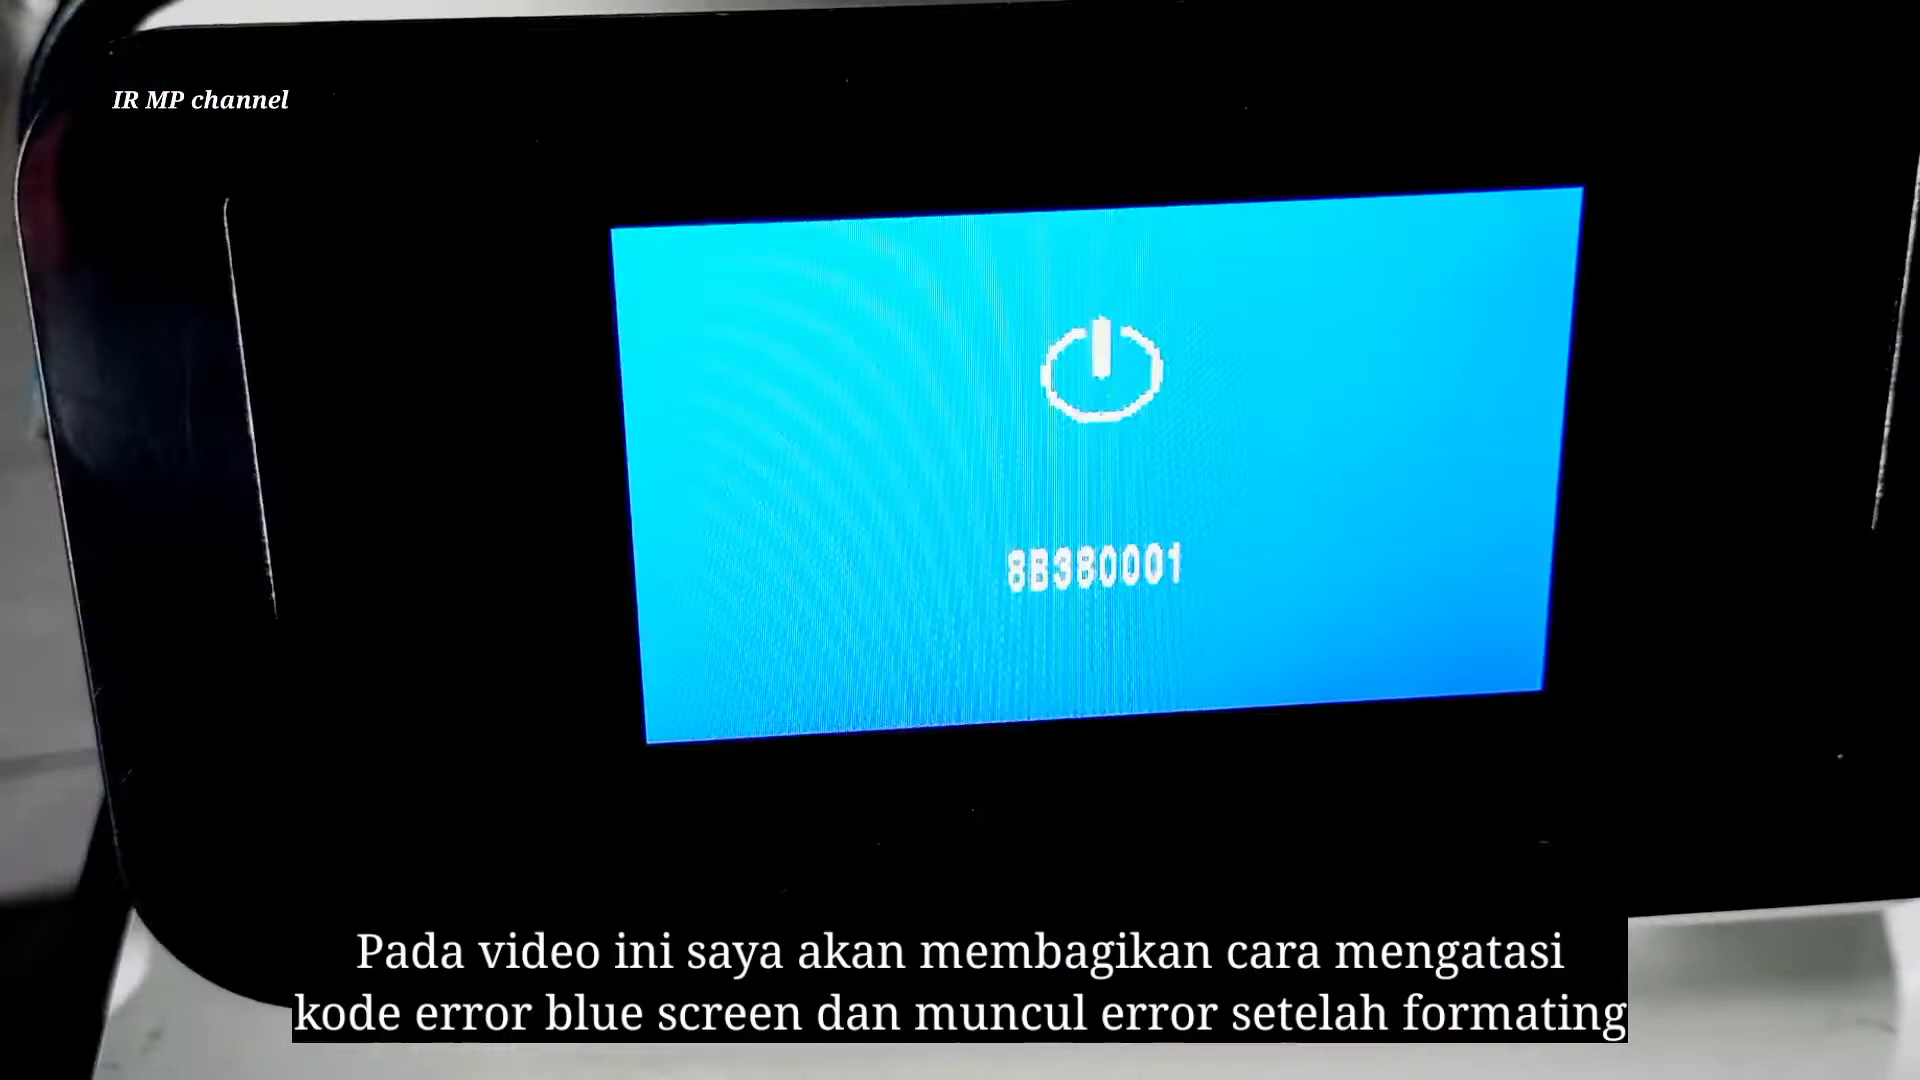 IR MP channel
8B380001
Pada video ini saya akan membagikan cara mengatasi
kode error blue screen dan muncul error setelah formating